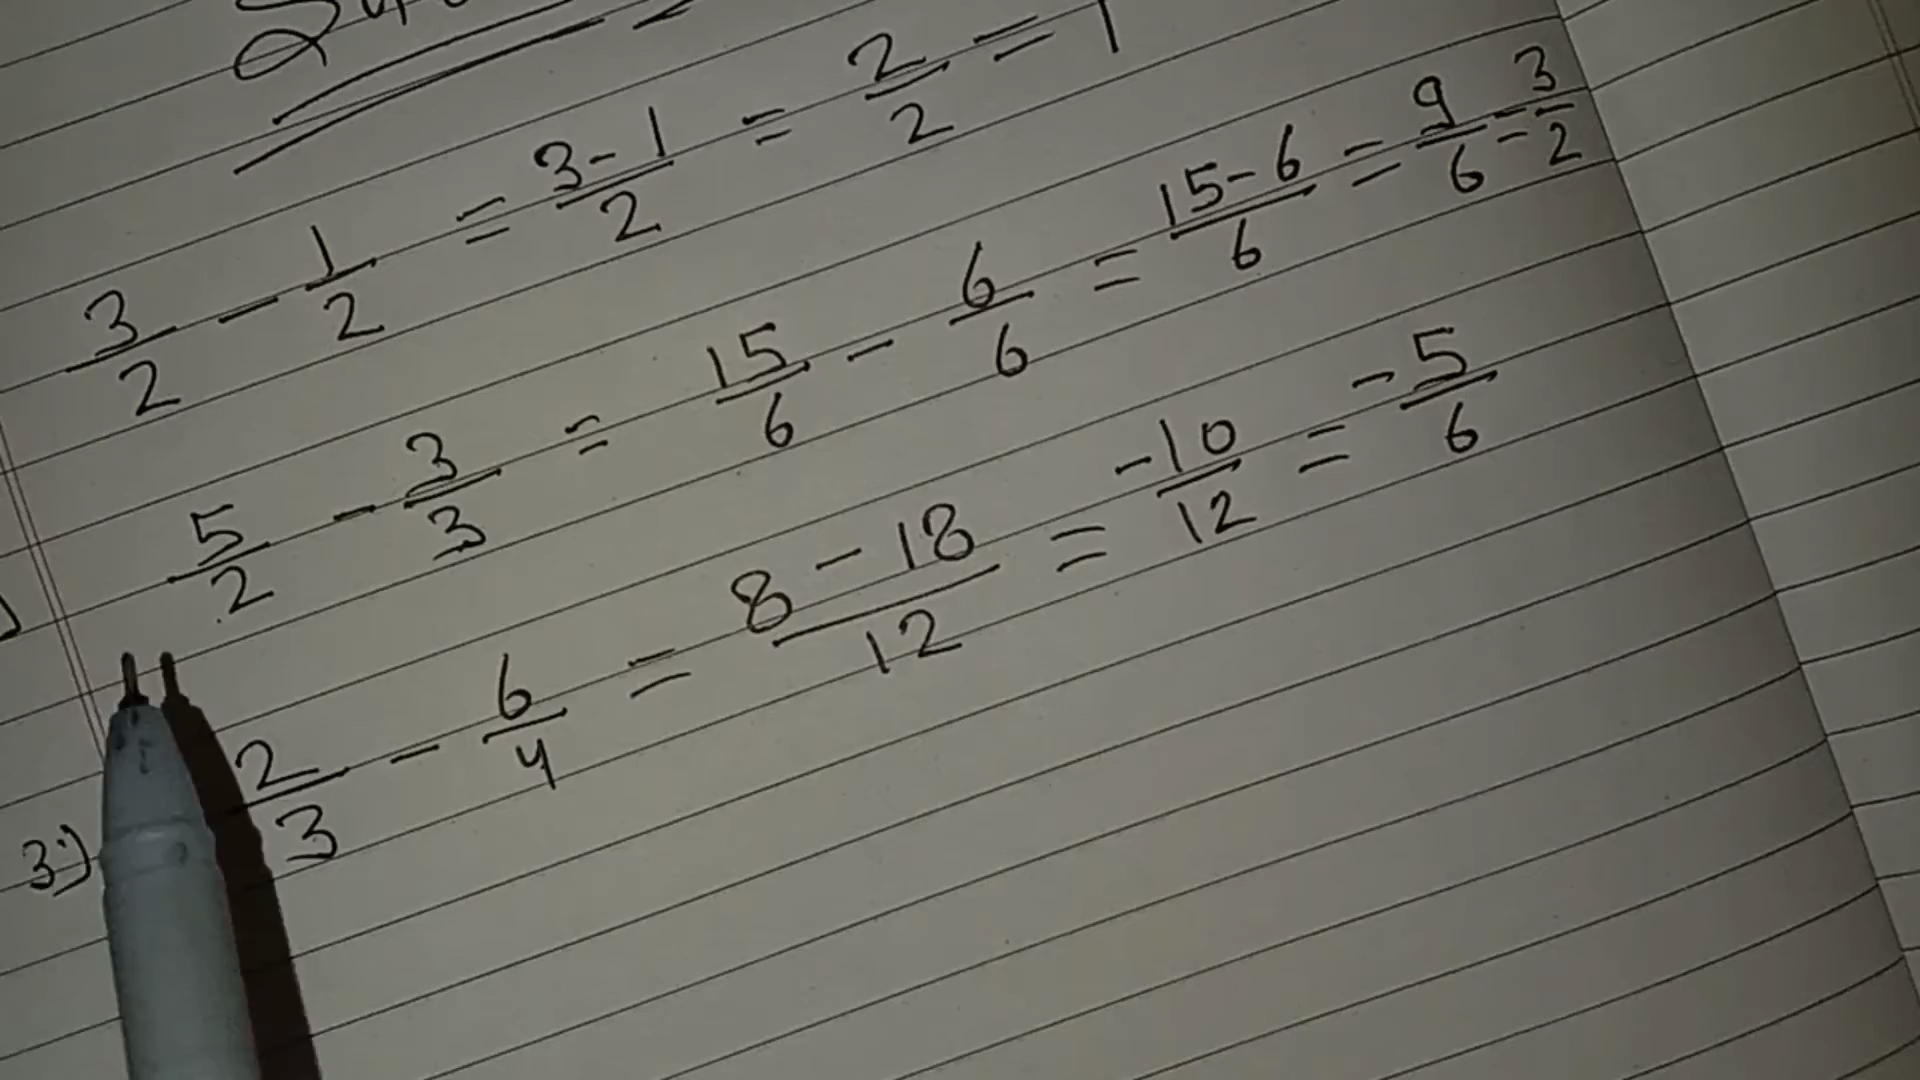 3/2 - 1/2 = 3-1/2 = 2/2 = 1
5/2 - 3/3 = 15/6 - 6/6 = 15-6/6 = 9/6 = 3/2
3:) 2/3 - 6/4 = 8-18/12 = -10/12 = -5/6